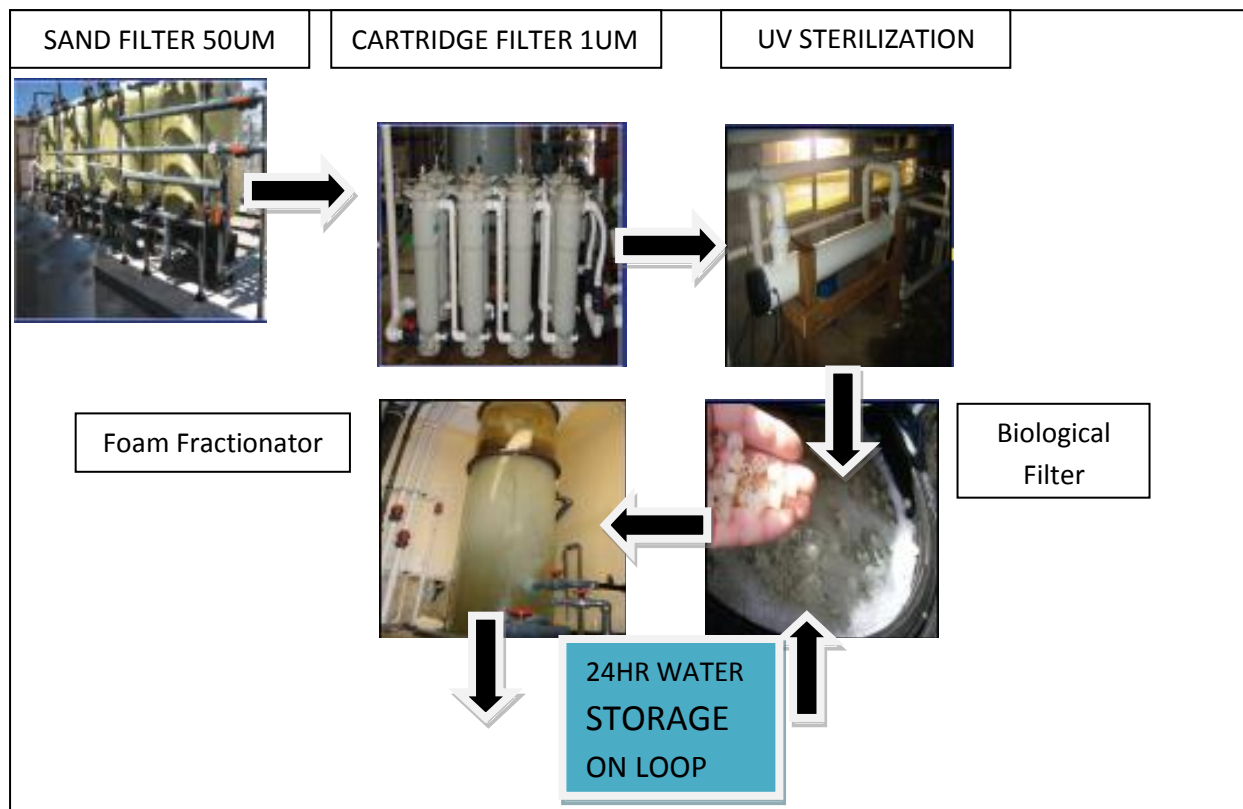 SAND FILTER 50UM
CARTRIDGE FILTER 1UM
UV STERILIZATION
Foam Fractionator
Biological
Filter
24HR WATER
STORAGE
ON LOOP